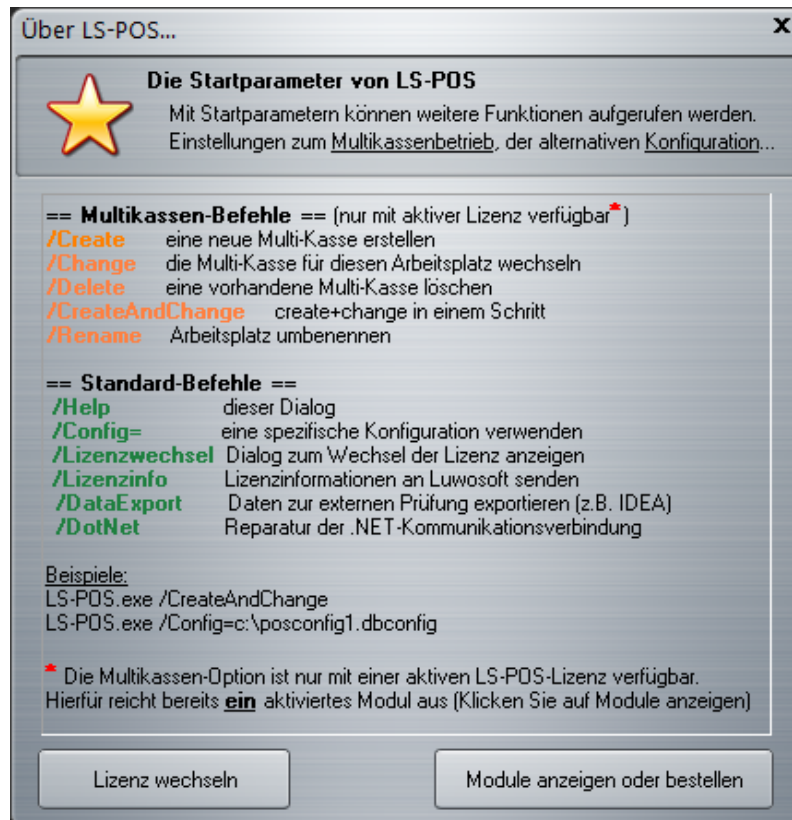 Über LS-POS...
x
Die Startparameter von LS-POS
Mit Startparametern können weitere Funktionen aufgerufen werden.
Einstellungen zum Multikassenbetrieb, der alternativen Konfiguration...
== Multikassen-Befehle == (nur mit aktiver Lizenz verfügbar*)
/Create eine neue Multi-Kasse erstellen
/Change die Multi-Kasse für diesen Arbeitsplatz wechseln
/Delete eine vorhandene Multi-Kasse löschen
/CreateAndChange create+change in einem Schritt
/Rename Arbeitsplatz umbenennen
== Standard-Befehle ==
/Help dieser Dialog
/Config= eine spezifische Konfiguration verwenden
/Lizenzwechsel Dialog zum Wechsel der Lizenz anzeigen
/Lizenzinfo Lizenzinformationen an Luwosoft senden
/DataExport Daten zur externen Prüfung exportieren (z.B. IDEA)
/DotNet Reparatur der .NET-Kommunikationsverbindung
Beispiele:
LS-POS.exe /CreateAndChange
LS-POS.exe /Config=c:\posconfig1.dbconfig
* Die Multikassen-Option ist nur mit einer aktiven LS-POS-Lizenz verfügbar.
Hierfür reicht bereits ein aktiviertes Modul aus (Klicken Sie auf Module anzeigen)
Lizenz wechseln
Module anzeigen oder bestellen